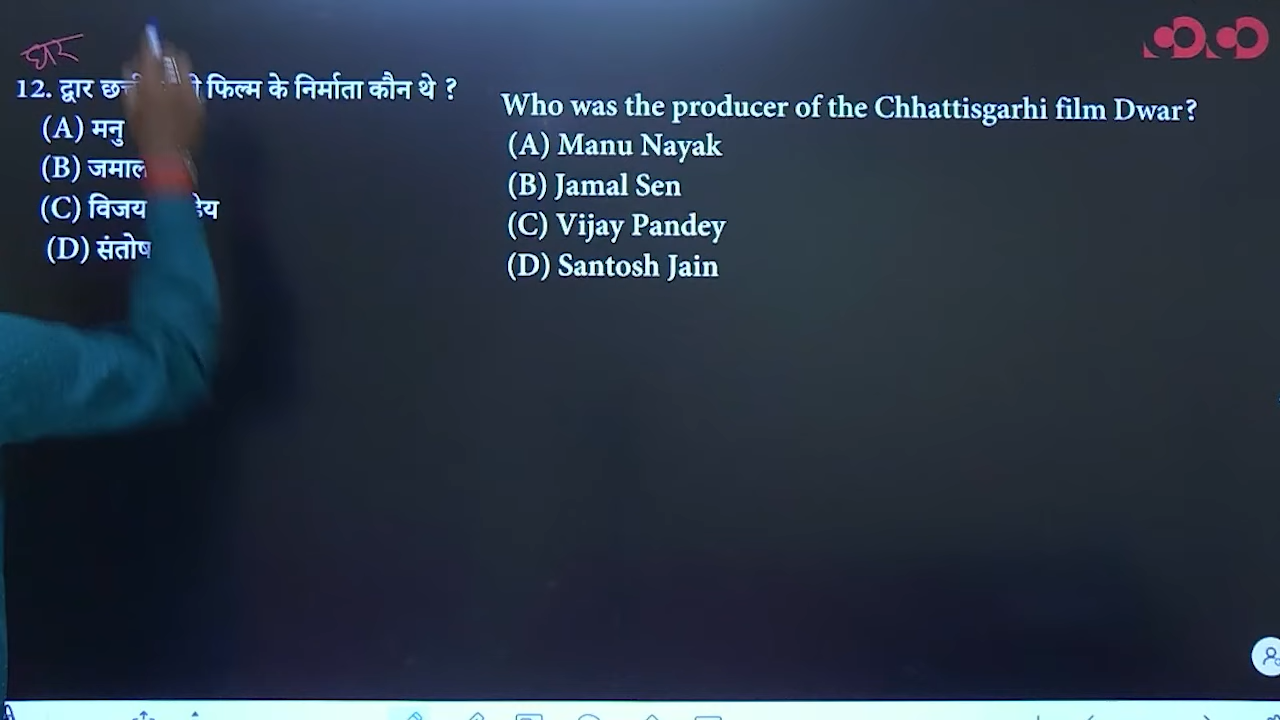 घर
12. द्वार फिल्म के निर्माता कौन थे ?
(A) मनु
(B) जमाल
(C) विजय
(D) संतोष
Who was the producer of the Chhattisgarhi film Dwar?
(A) Manu Nayak
(B) Jamal Sen
(C) Vijay Pandey
(D) Santosh Jain